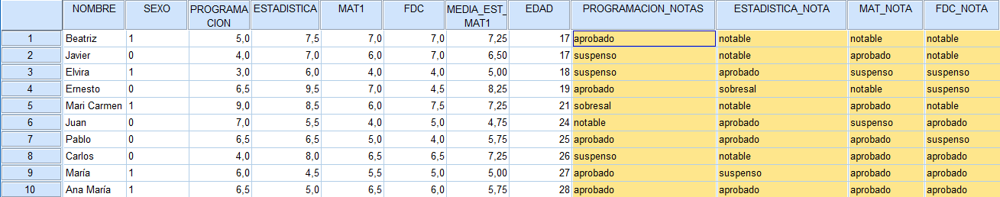 NOMBRE SEXO PROGRAMACION ESTADISTICA MAT1 FDC MEDIA_EST_MAT1 EDAD PROGRAMACION_NOTAS ESTADISTICA_NOTA MAT_NOTA FDC_NOTA
1 Beatriz 1 5,0 7,5 7,0 7,0 7,25 17 aprobado notable notable notable
2 Javier 0 4,0 7,0 6,0 7,0 6,50 17 suspenso notable aprobado notable
3 Elvira 1 3,0 6,0 4,0 4,0 5,00 18 suspenso aprobado suspenso suspenso
4 Ernesto 0 6,5 9,5 7,0 4,5 8,25 19 aprobado sobresal notable suspenso
5 Mari Carmen 1 9,0 8,5 6,0 7,5 7,25 21 sobresal notable aprobado notable
6 Juan 0 7,0 5,5 4,0 5,0 4,75 24 notable aprobado suspenso aprobado
7 Pablo 0 6,5 6,5 5,0 4,0 5,75 25 aprobado aprobado aprobado suspenso
8 Carlos 0 4,0 8,0 6,5 6,5 7,25 26 suspenso notable aprobado aprobado
9 María 1 6,0 4,5 5,5 5,0 5,00 27 aprobado suspenso aprobado aprobado
10 Ana María 1 6,5 5,0 6,5 6,0 5,75 28 aprobado aprobado aprobado aprobado